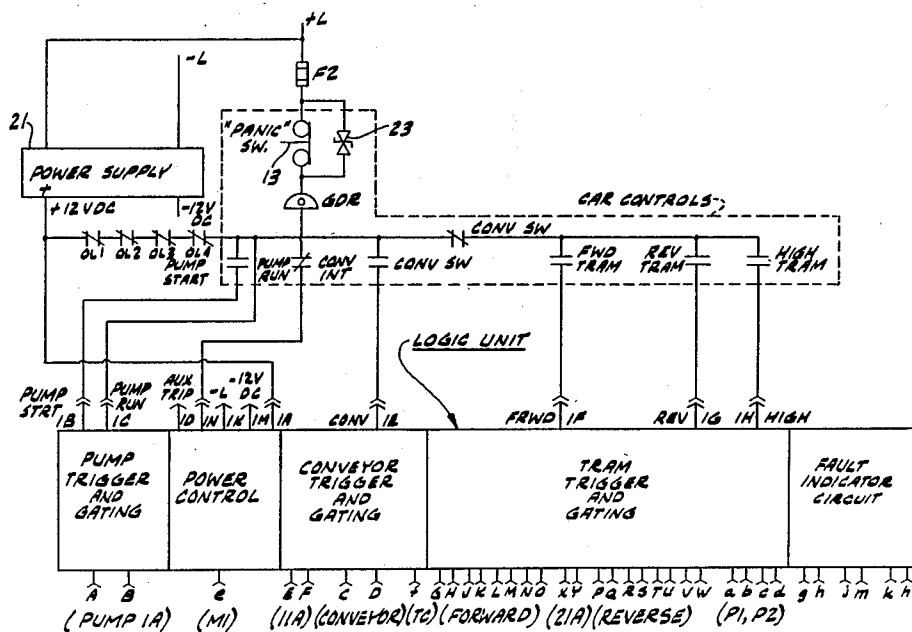 +L
-L
F2
21
"PANIC"
SW.
23
13
POWER SUPPLY
+
GDR
+12VDC
-12V
DC
CAR CONTROLS
OL1
OL2
OL3
OL4
CONV SW
PUMP
START
PUMP
RUN
CONV
INT
CONV SW
FWD
TRAM
REV
TRAM
HIGH
TRAM
LOGIC UNIT
PUMP
STRT
1B
PUMP
RUN
1C
AUX
TRIP
1D
1N
-L
1K
-12V
DC
1M
1A
CONV
1E
FRWD
1F
REV
1G
1H
HIGH
PUMP
TRIGGER
AND
GATING
POWER
CONTROL
CONVEYOR
TRIGGER
AND
GATING
TRAM
TRIGGER
AND
GATING
FAULT
INDICATOR
CIRCUIT
A B e E F C D f G H J K L M N O X Y P Q R S T U V W a b c d g h j m k h
(PUMP 1A) (M1) (11A) (CONVEYOR) (TC) (FORWARD) (21A) (REVERSE) (P1, P2)